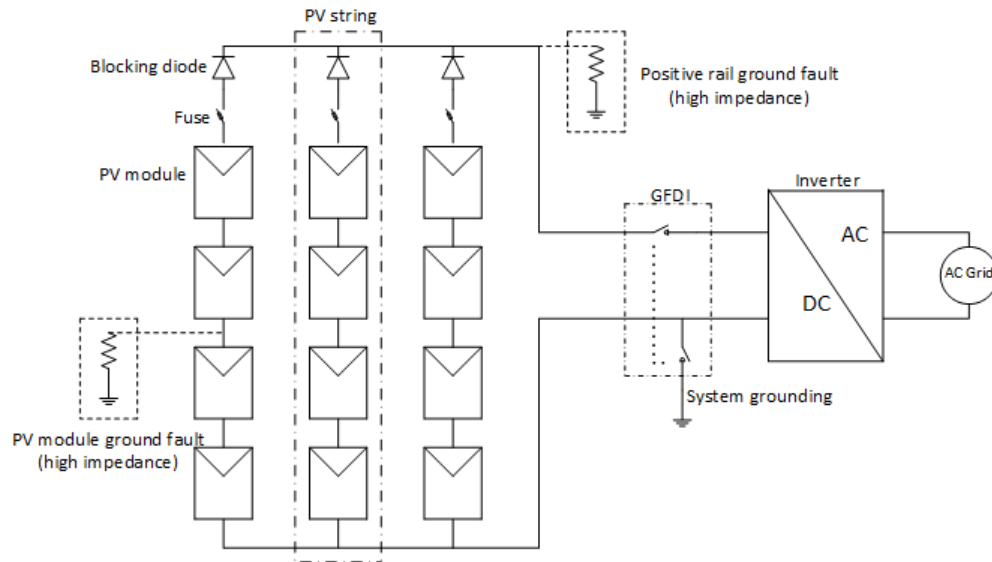 PV string
Blocking diode
Positive rail ground fault
(high impedance)
Fuse
PV module
Inverter
GFDI
AC
AC Grid
DC
System grounding
PV module ground fault
(high impedance)